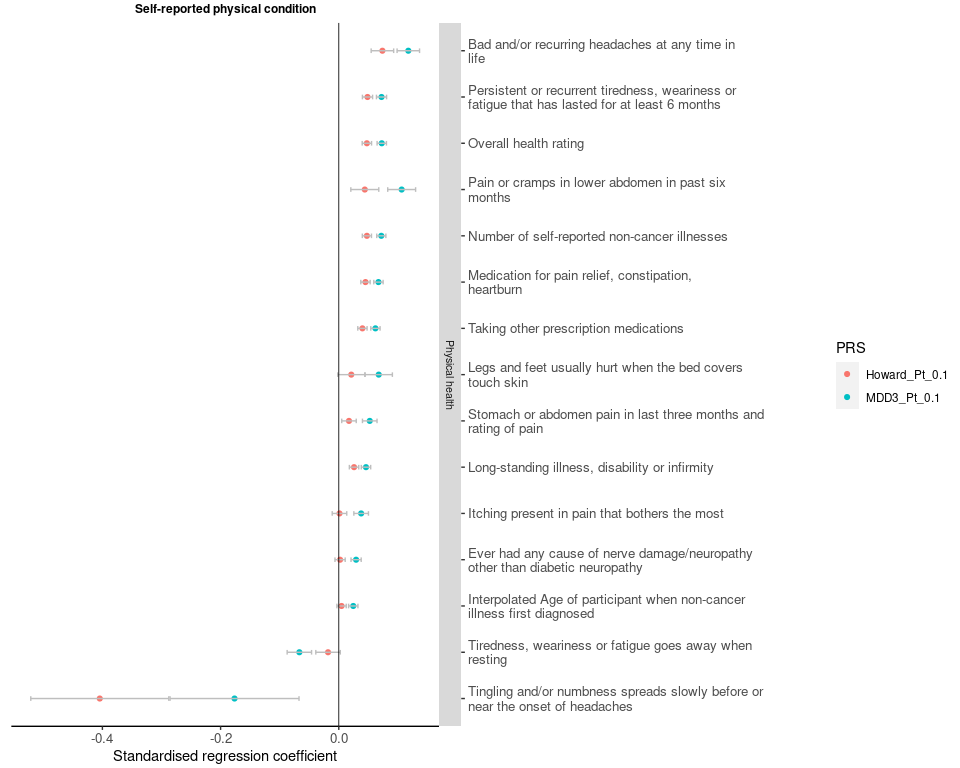 Self-reported physical condition
Bad and/or recurring headaches at any time in
life
Persistent or recurrent tiredness, weariness or
fatigue that has lasted for at least 6 months
Overall health rating
Pain or cramps in lower abdomen in past six
months
Number of self-reported non-cancer illnesses
Medication for pain relief, constipation,
heartburn
Taking other prescription medications
Legs and feet usually hurt when the bed covers
touch skin
Stomach or abdomen pain in last three months and
rating of pain
Long-standing illness, disability or infirmity
Itching present in pain that bothers the most
Ever had any cause of nerve damage/neuropathy
other than diabetic neuropathy
Interpolated Age of participant when non-cancer
illness first diagnosed
Tiredness, weariness or fatigue goes away when
resting
Tingling and/or numbness spreads slowly before or
near the onset of headaches
Physical health
PRS
Howard_Pt_0.1
MDD3_Pt_0.1
-0.4
-0.2
0.0
Standardised regression coefficient